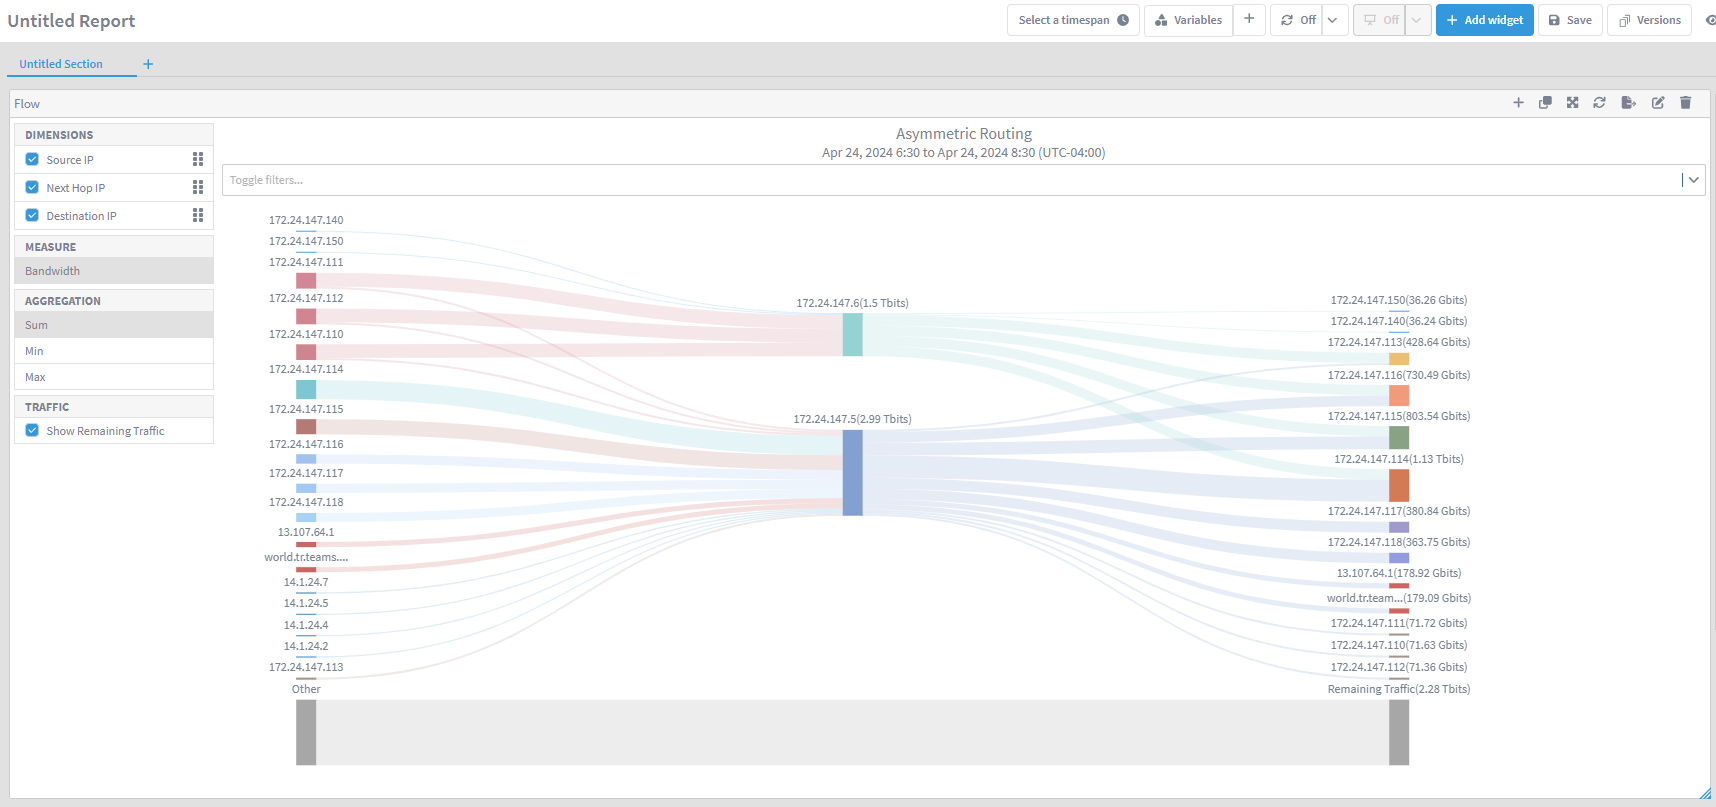 Untitled Report
Select a timespan
Variables
+
Off
Off
+ Add widget
Save
Versions
Untitled Section +
Flow
DIMENSIONS
Source IP
Next Hop IP
Destination IP
MEASURE
Bandwidth
AGGREGATION
Sum
Min
Max
TRAFFIC
Show Remaining Traffic
Asymmetric Routing
Apr 24, 2024 6:30 to Apr 24, 2024 8:30 (UTC-04:00)
Toggle filters...
172.24.147.140
172.24.147.150
172.24.147.111
172.24.147.112
172.24.147.110
172.24.147.114
172.24.147.115
172.24.147.116
172.24.147.117
172.24.147.118
13.107.64.1
world.tr.teams....
14.1.24.7
14.1.24.5
14.1.24.4
14.1.24.2
172.24.147.113
Other
172.24.147.6(1.5 Tbits)
172.24.147.5(2.99 Tbits)
172.24.147.150(36.26 Gbits)
172.24.147.140(36.24 Gbits)
172.24.147.113(428.64 Gbits)
172.24.147.116(730.49 Gbits)
172.24.147.115(803.54 Gbits)
172.24.147.114(1.13 Tbits)
172.24.147.117(380.84 Gbits)
172.24.147.118(363.75 Gbits)
13.107.64.1(178.92 Gbits)
world.tr.team...(179.09 Gbits)
172.24.147.111(71.72 Gbits)
172.24.147.110(71.63 Gbits)
172.24.147.112(71.36 Gbits)
Remaining Traffic(2.28 Tbits)